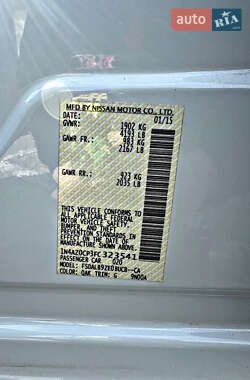 AUTO RIA
MFD BY NISSAN MOTOR CO., LTD.
DATE: 01/15
GVWR: 1902 KG
4193 LB
GAWR FR: 983 KG
2167 LB
GAWR RR: 923 KG
2035 LB
THIS VEHICLE CONFORMS TO
ALL APPLICABLE FEDERAL
MOTOR VEHICLE SAFETY,
BUMPER, AND THEFT
PREVENTION STANDARDS IN
EFFECT ON THE DATE OF
MANUFACTURE SHOWN ABOVE.
1N4AZ0CP3FC323541
PASSENGER CAR 020
MODEL:
COLOR: QAK TRIM: G 9N00A